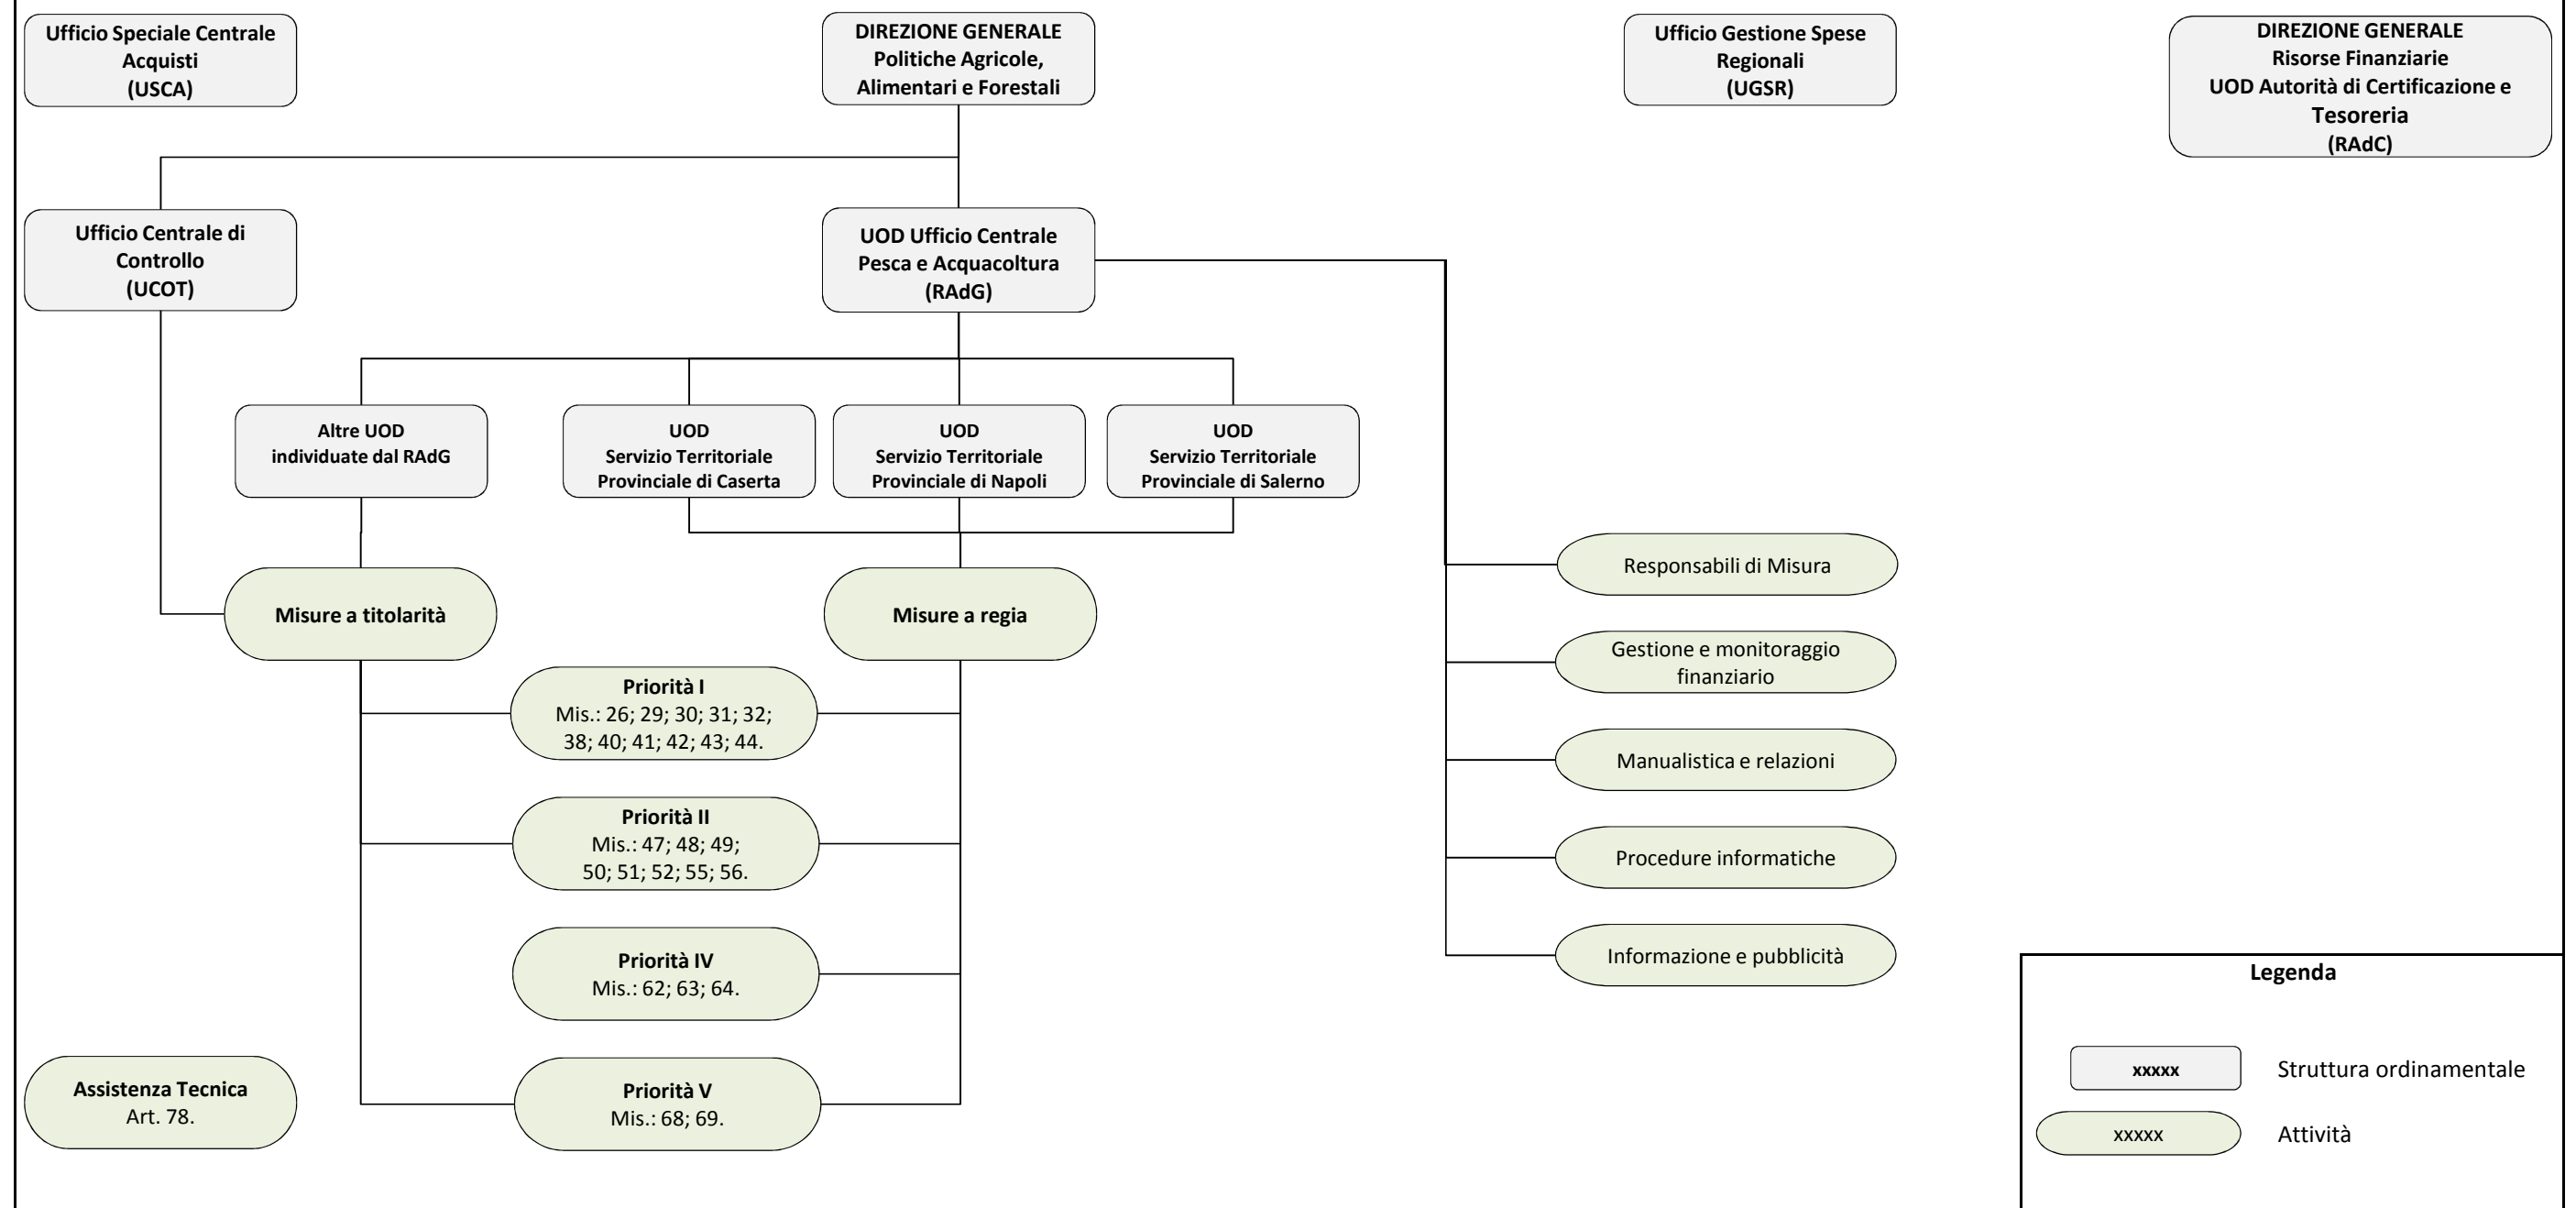 Ufficio Speciale Centrale
Acquisti
(USCA)
DIREZIONE GENERALE
Politiche Agricole,
Alimentari e Forestali
Ufficio Gestione Spese
Regionali
(UGSR)
DIREZIONE GENERALE
Risorse Finanziarie
UOD Autorità di Certificazione e
Tesoreria
(RAdC)
Ufficio Centrale di
Controllo
(UCOT)
UOD Ufficio Centrale
Pesca e Acquacoltura
(RAdG)
Altre UOD
individuate dal RAdG
UOD
Servizio Territoriale
Provinciale di Caserta
UOD
Servizio Territoriale
Provinciale di Napoli
UOD
Servizio Territoriale
Provinciale di Salerno
Misure a titolarità
Misure a regia
Priorità I
Mis.: 26; 29; 30; 31; 32;
38; 40; 41; 42; 43; 44.
Priorità II
Mis.: 47; 48; 49;
50; 51; 52; 55; 56.
Priorità IV
Mis.: 62; 63; 64.
Priorità V
Mis.: 68; 69.
Assistenza Tecnica
Art. 78.
Responsabili di Misura
Gestione e monitoraggio
finanziario
Manualistica e relazioni
Procedure informatiche
Informazione e pubblicità
Legenda
xxxxx
Struttura ordinamentale
xxxxx
Attività